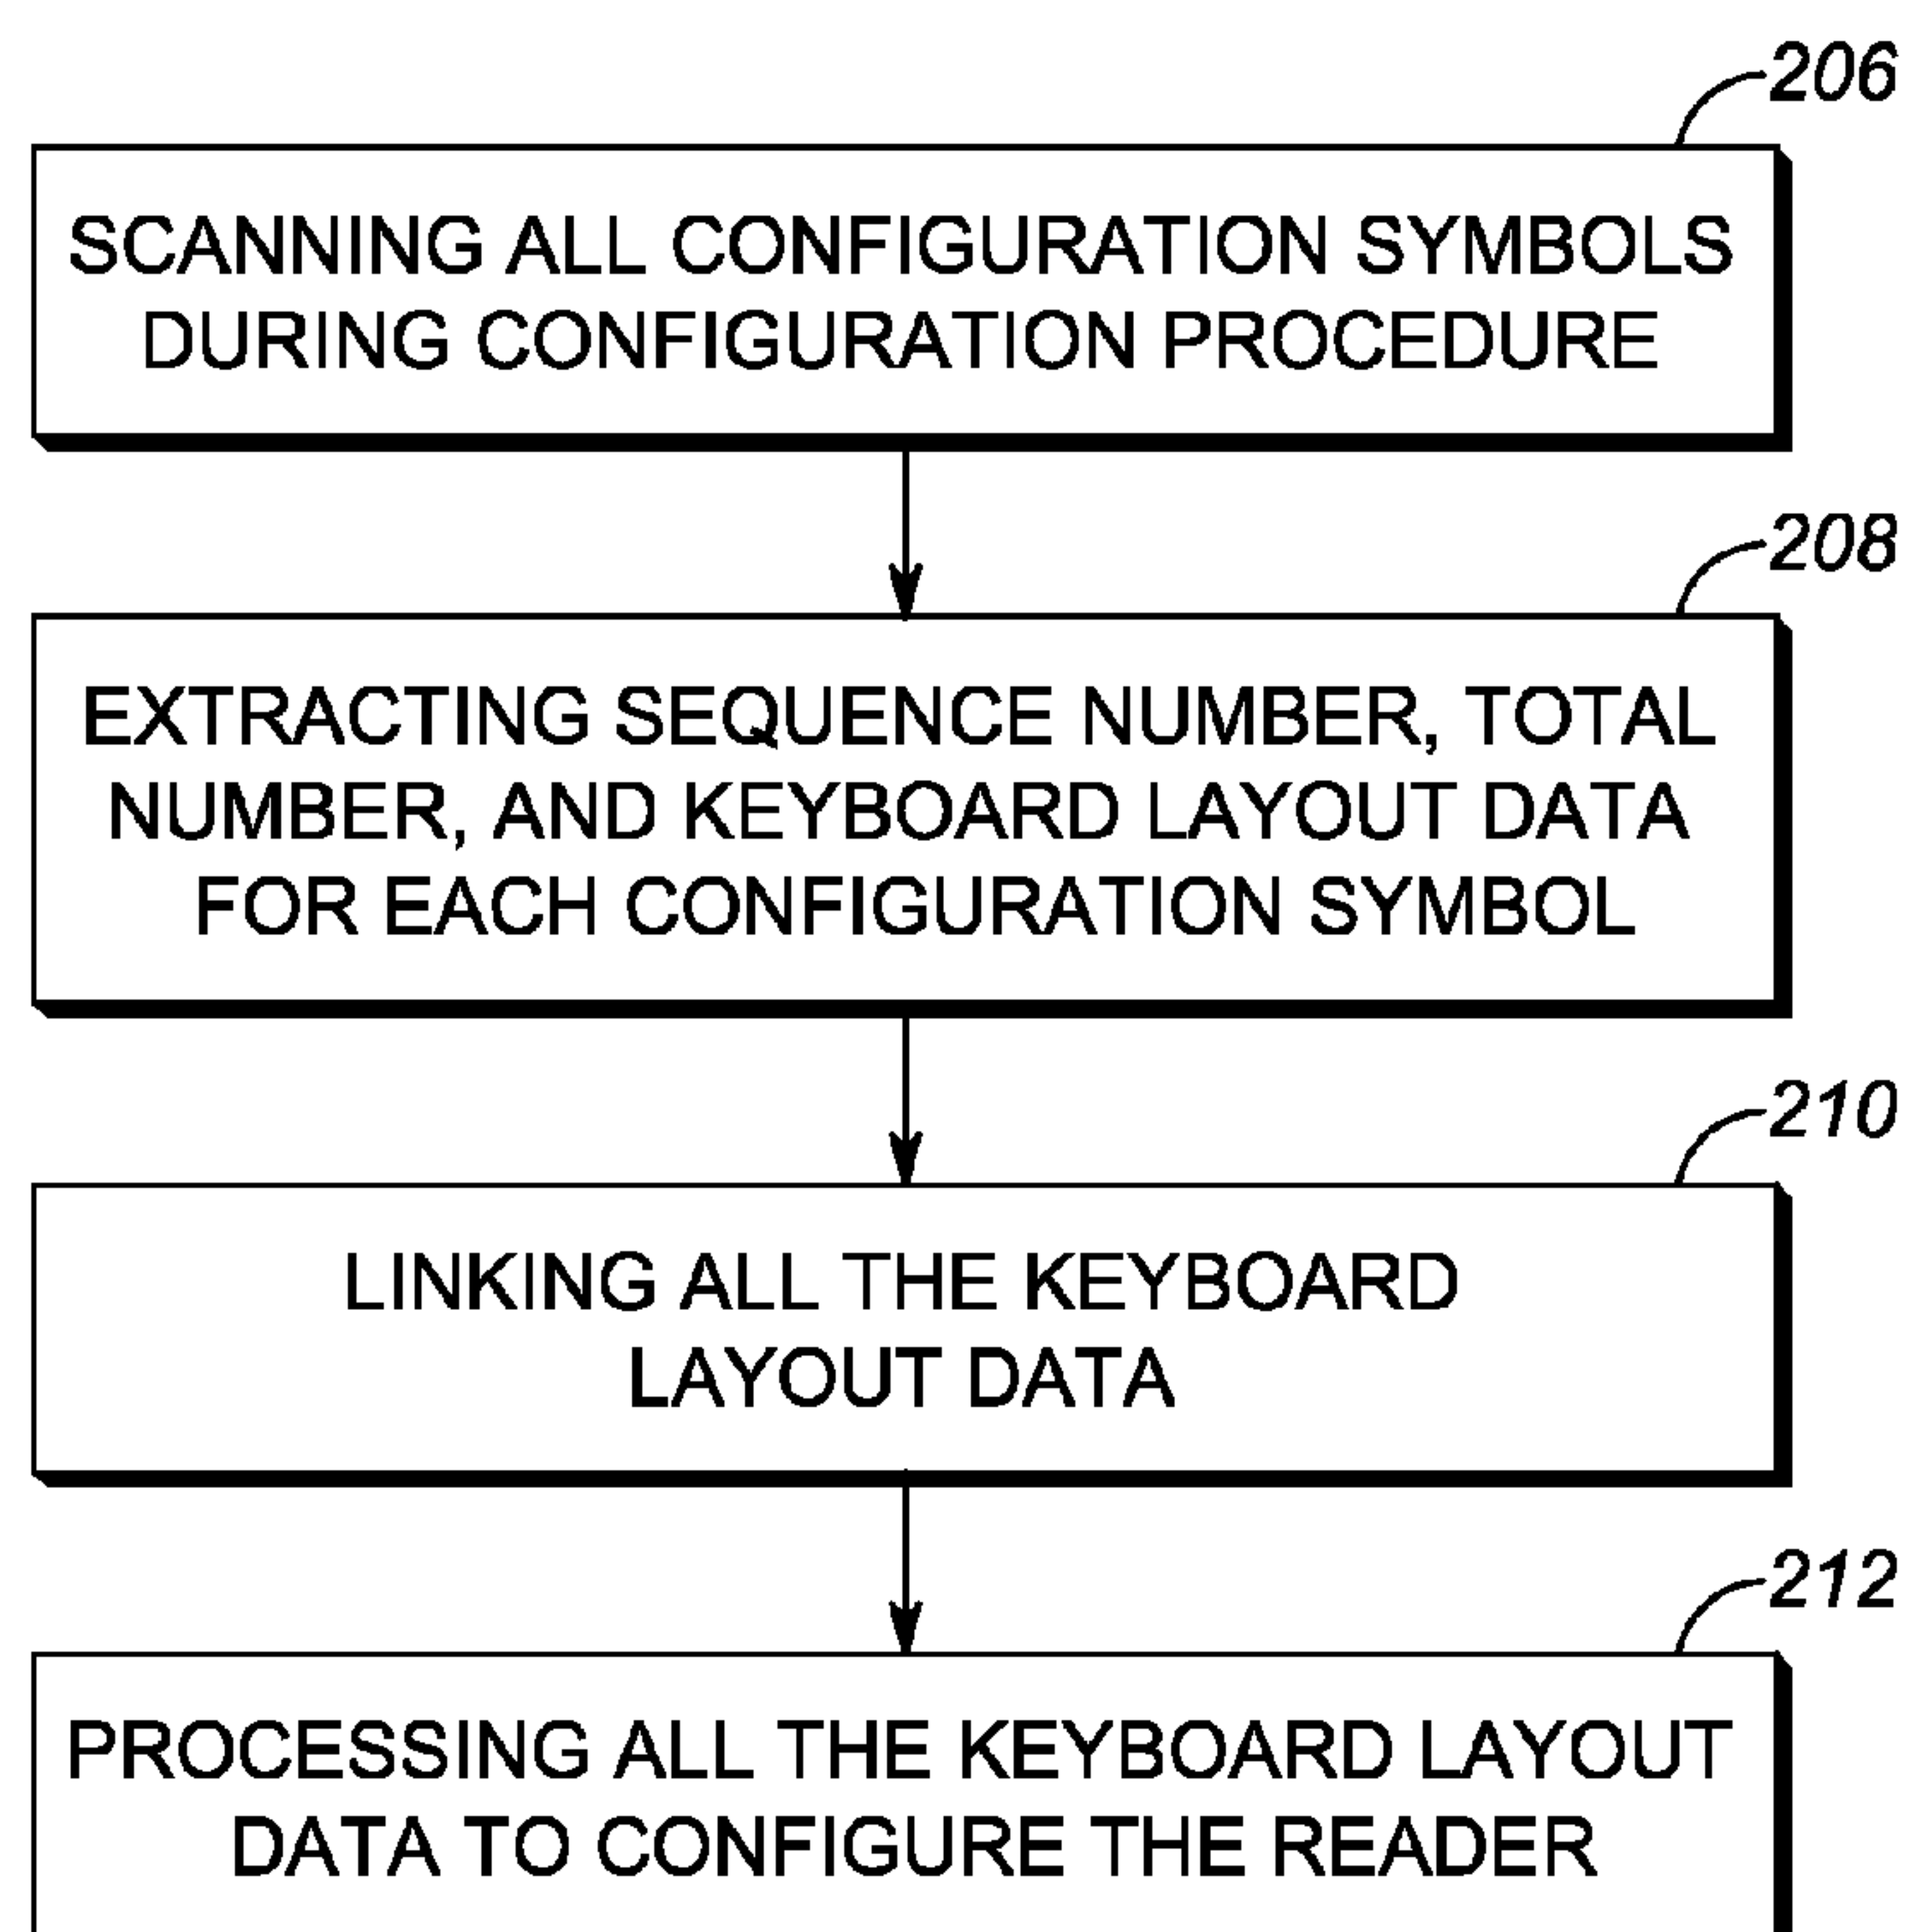 206
SCANNING ALL CONFIGURATION SYMBOLS
DURING CONFIGURATION PROCEDURE
208
EXTRACTING SEQUENCE NUMBER, TOTAL
NUMBER, AND KEYBOARD LAYOUT DATA
FOR EACH CONFIGURATION SYMBOL
210
LINKING ALL THE KEYBOARD
LAYOUT DATA
212
PROCESSING ALL THE KEYBOARD LAYOUT
DATA TO CONFIGURE THE READER